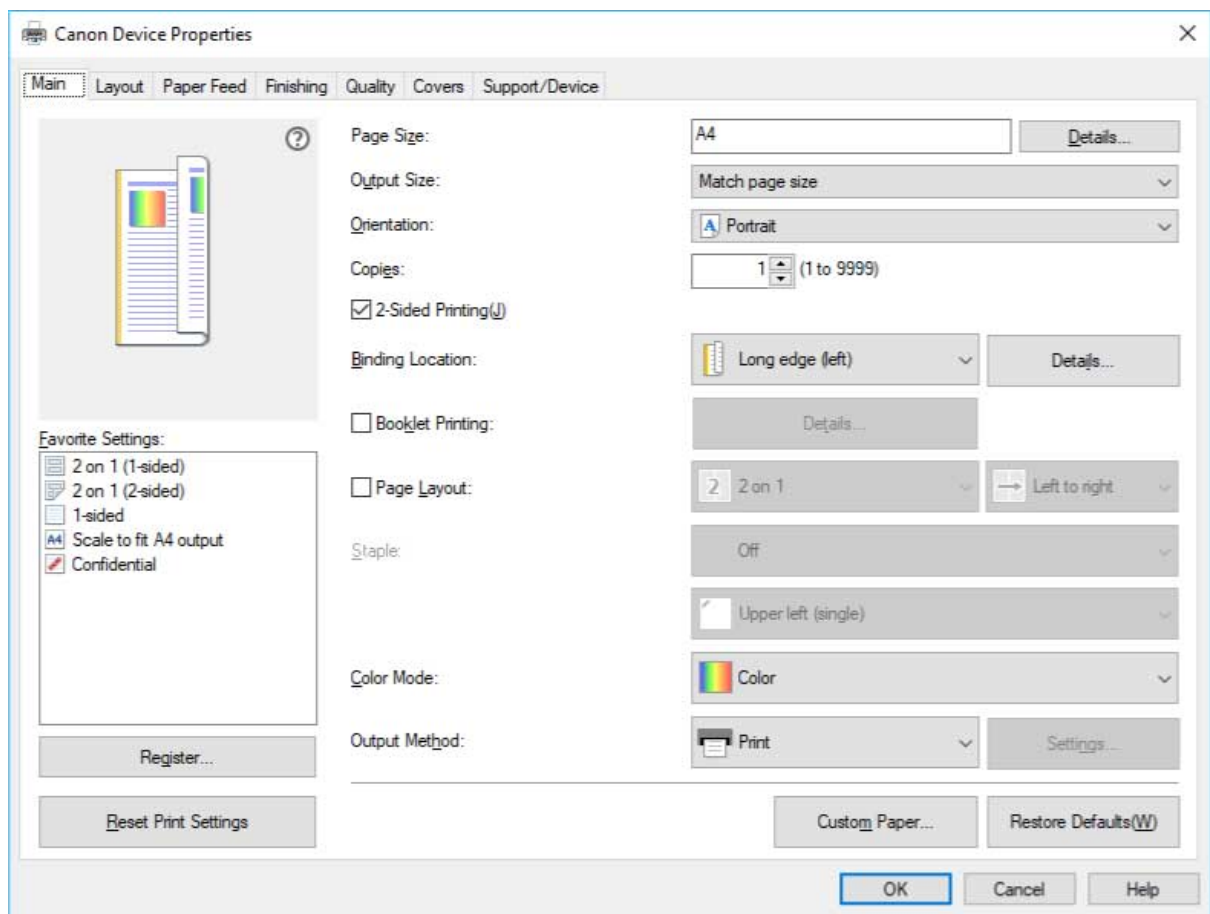 Canon Device Properties
Main Layout Paper Feed Finishing Quality Covers Support/Device
Page Size: A4 Details...
Output Size: Match page size
Orientation: A Portrait
Copies: 1 (1 to 9999)
2-Sided Printing(J)
Binding Location: Long edge (left) Details...
Booklet Printing: Details...
Page Layout: 2 2 on 1 Left to right
Staple: Off
Upper left (single)
Color Mode: Color
Output Method: Print Settings...
Favorite Settings:
2 on 1 (1-sided)
2 on 1 (2-sided)
1-sided
A4 Scale to fit A4 output
Confidential
Register...
Reset Print Settings
Custom Paper... Restore Defaults(W)
OK Cancel Help